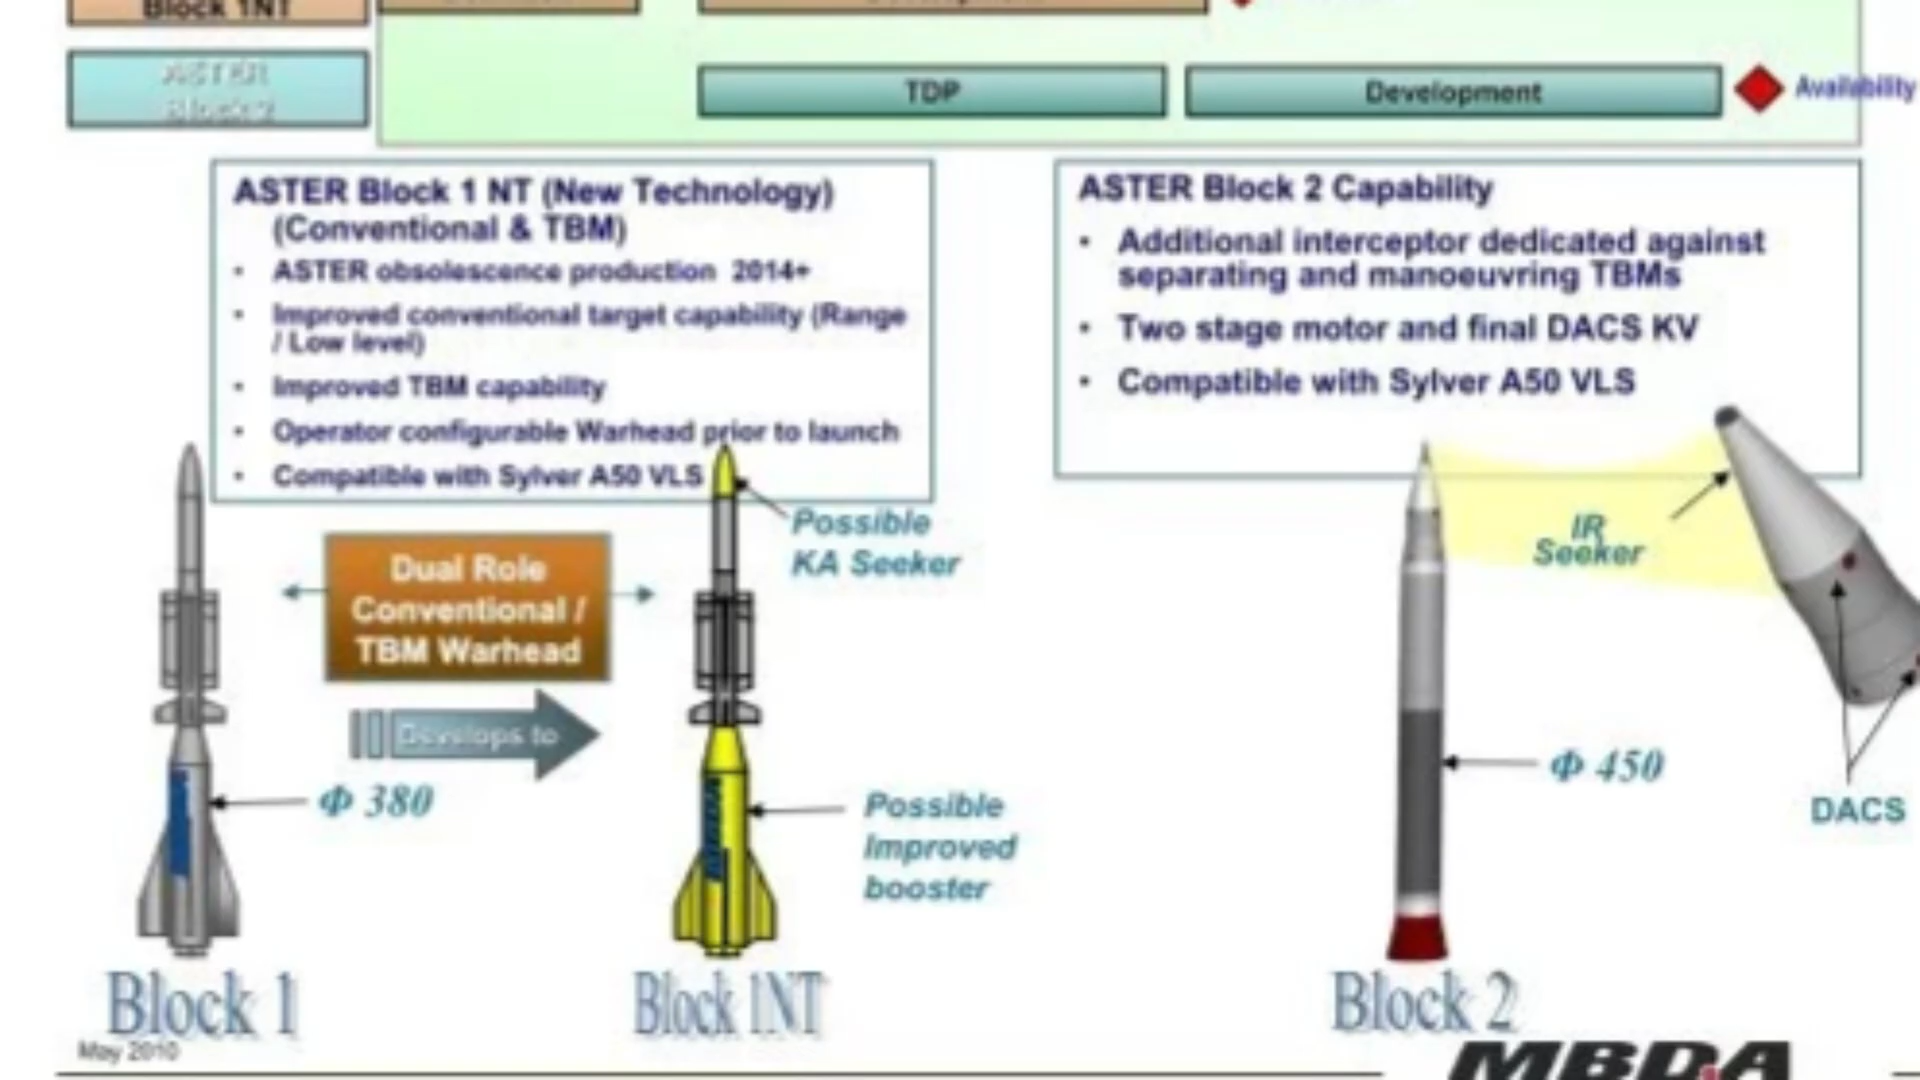 Block 1NT
ASTER
Block 2
TDP
Development
Availability
ASTER Block 1 NT (New Technology)
(Conventional & TBM)
• ASTER obsolescence production 2014+
• Improved conventional target capability (Range
/ Low level)
• Improved TBM capability
• Operator configurable Warhead prior to launch
• Compatible with Sylver A50 VLS
ASTER Block 2 Capability
• Additional interceptor dedicated against
separating and manoeuvring TBMs
• Two stage motor and final DACS KV
• Compatible with Sylver A50 VLS
Possible
KA Seeker
IR
Seeker
Dual Role
Conventional /
TBM Warhead
Develops to
Φ 380
Possible
Improved
booster
Φ 450
DACS
Block 1
Block 1NT
Block 2
May 2010
MBDA